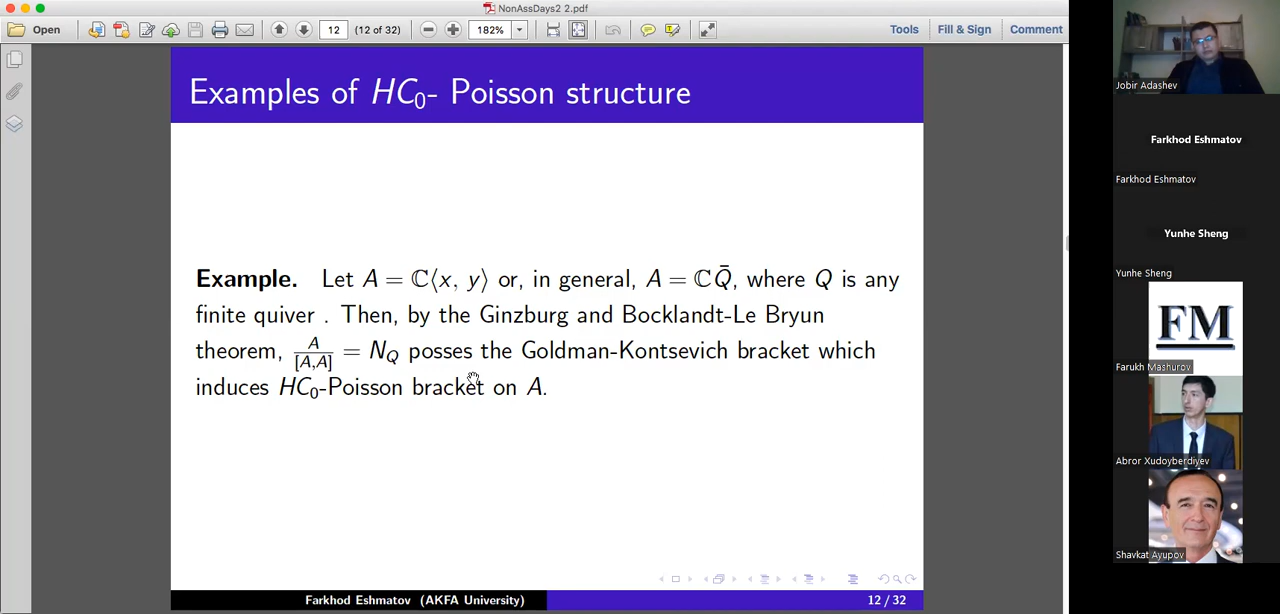 NonAssDays2 2.pdf
Open
12
(12 of 32)
182%
Tools
Fill & Sign
Comment
Examples of HC₀- Poisson structure
Example. Let A = ℂ⟨x, y⟩ or, in general, A = ℂQ̄, where Q is any
finite quiver . Then, by the Ginzburg and Bocklandt-Le Bryun
theorem, A/[A,A] = N_Q posses the Goldman-Kontsevich bracket which
induces HC₀-Poisson bracket on A.
Farkhod Eshmatov (AKFA University)
12 / 32
Jobir Adashev
Farkhod Eshmatov
Farkhod Eshmatov
Yunhe Sheng
Yunhe Sheng
FM
Farukh Mashurov
Abror Xudoyberdiyev
Shavkat Ayupov